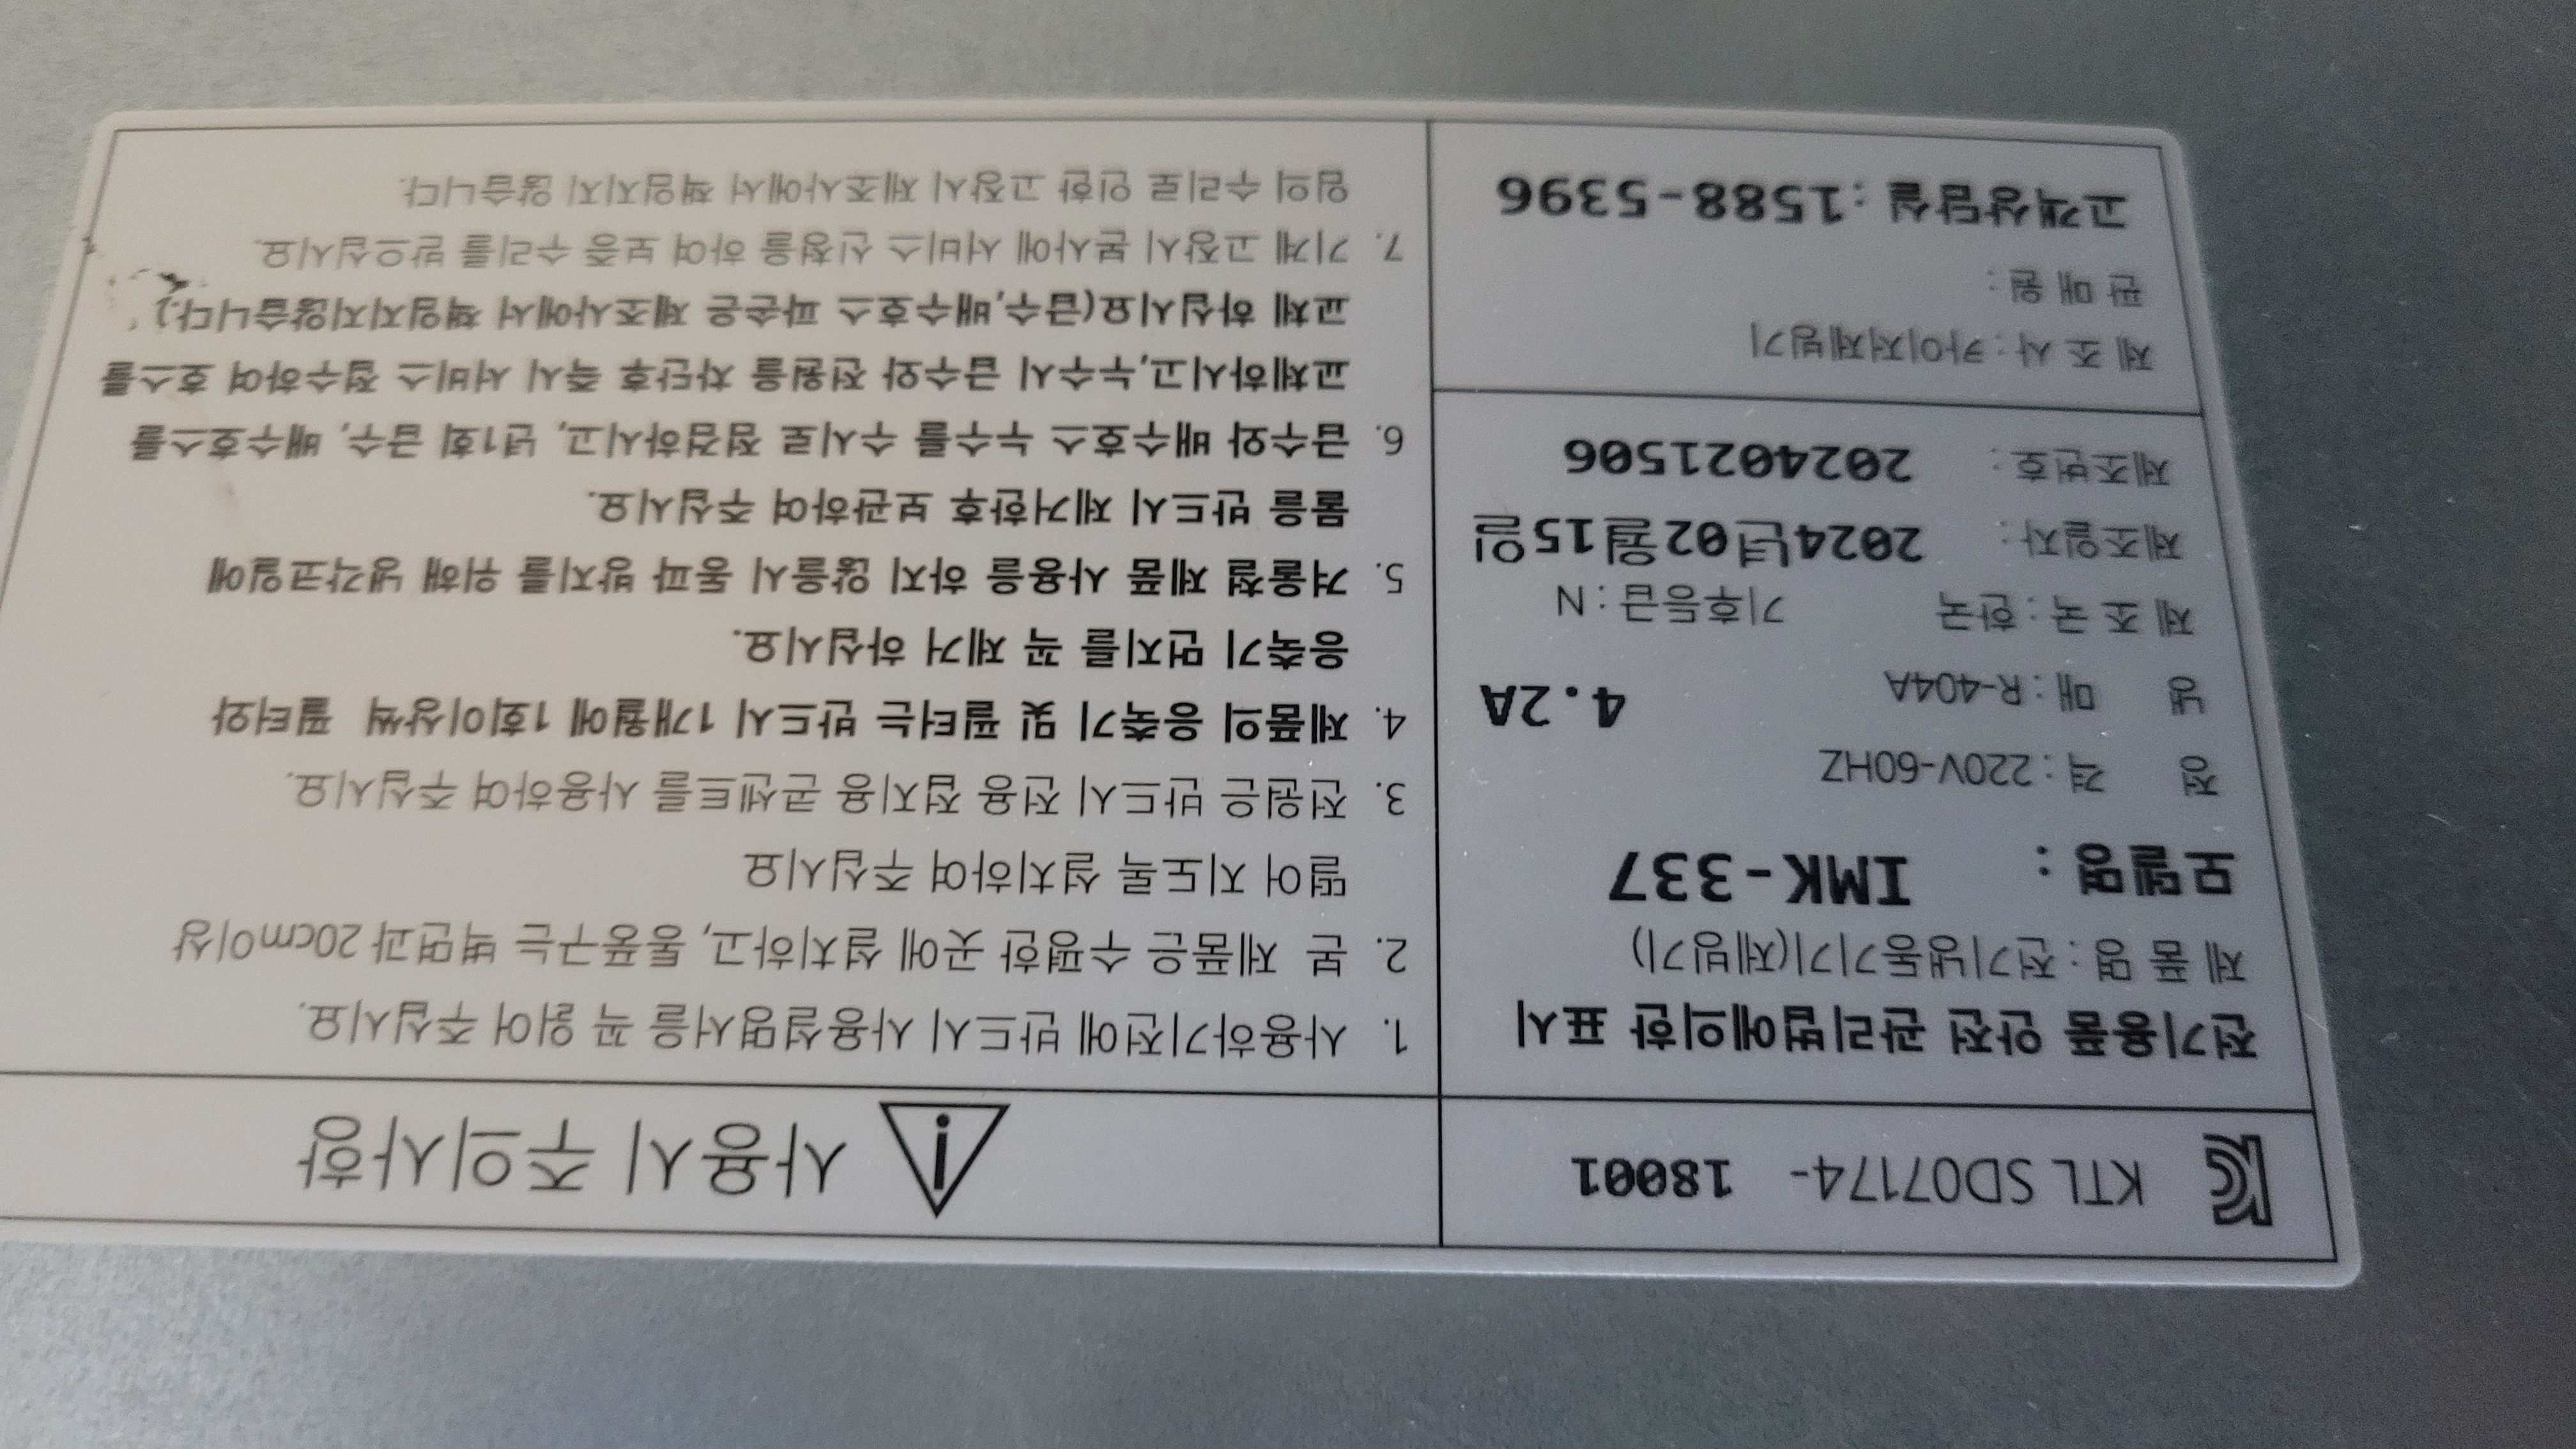 KC KTL SD07174- 18001
전기용품 안전 관리법에의한 표시
제 품 명 : 전기냉동기기(제빙기)
모델명 : IMK-337
정 격 : 220V-60HZ
4.2A
냉 매 : R-404A
제 조 국 : 한국 기후등급 : N
제조일자 : 2024년02월15일
제조번호 : 2024021506
제 조 사 : 카이저제빙기
판 매 원 :
고객상담실 : 1588-5396
사용시 주의사항
1. 사용하기전에 반드시 사용설명서을 꼭 읽어 주십시요.
2. 본 제품은 수평한 곳에 설치하고, 통풍구는 벽면과 20cm이상
떨어 지도록 설치하여 주십시요
3. 전원은 반드시 전용 접지용 콘센트를 사용하여 주십시요.
4. 제품의 응축기 및 필터는 반드시 1개월에 1회이상씩 필터와
응축기 먼지를 꼭 제거 하십시요.
5. 겨울철 제품 사용을 하지 않을시 동파 방지를 위해 냉각코일에
물을 반드시 제거한후 보관하여 주십시요.
6. 급수와 배수호스 누수를 수시로 점검하시고, 년1회 급수, 배수호스를
교체하시고,누수시 급수와 전원을 차단후 즉시 서비스 접수하여 호스를
교체 하십시요(급수,배수호스 파손은 제조사에서 책임지지않습니다.)
7. 기계 고장시 본사에 서비스 신청을 하여 보증 수리를 받으십시요.
임의 수리로 인한 고장시 제조사에서 책임지지 않습니다.